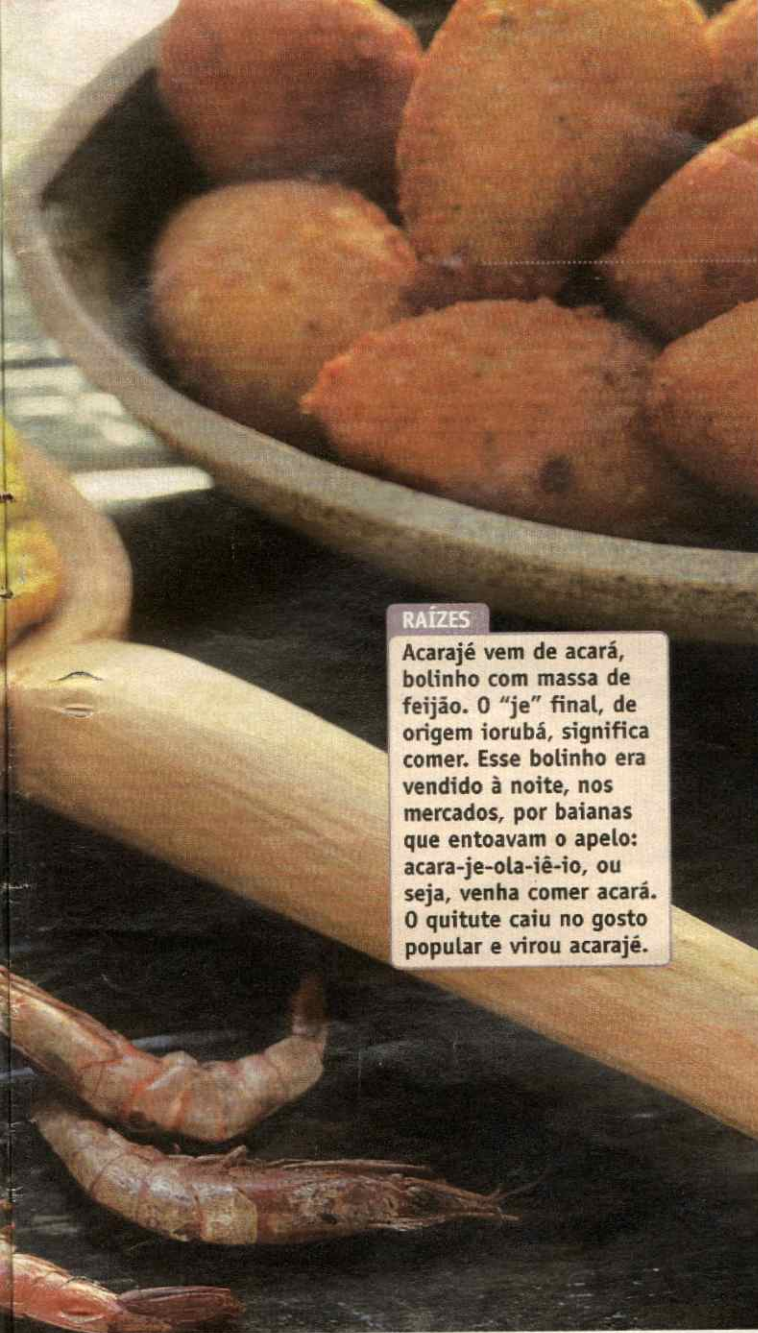 RAÍZES
Acarajé vem de acará,
bolinho com massa de
feijão. O “je” final, de
origem iorubá, significa
comer. Esse bolinho era
vendido à noite, nos
mercados, por baianas
que entoavam o apelo:
acara-je-ola-iê-io, ou
seja, venha comer acará.
O quitute caiu no gosto
popular e virou acarajé.